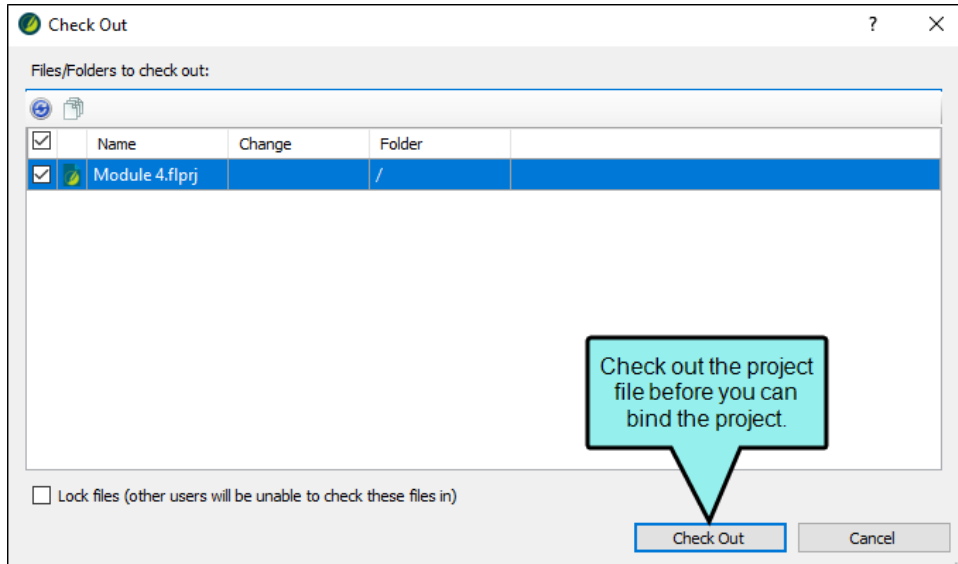 Check Out
?
Files/Folders to check out:
Name Change Folder
Module 4.flprj /
Check out the project
file before you can
bind the project.
Lock files (other users will be unable to check these files in)
Check Out Cancel